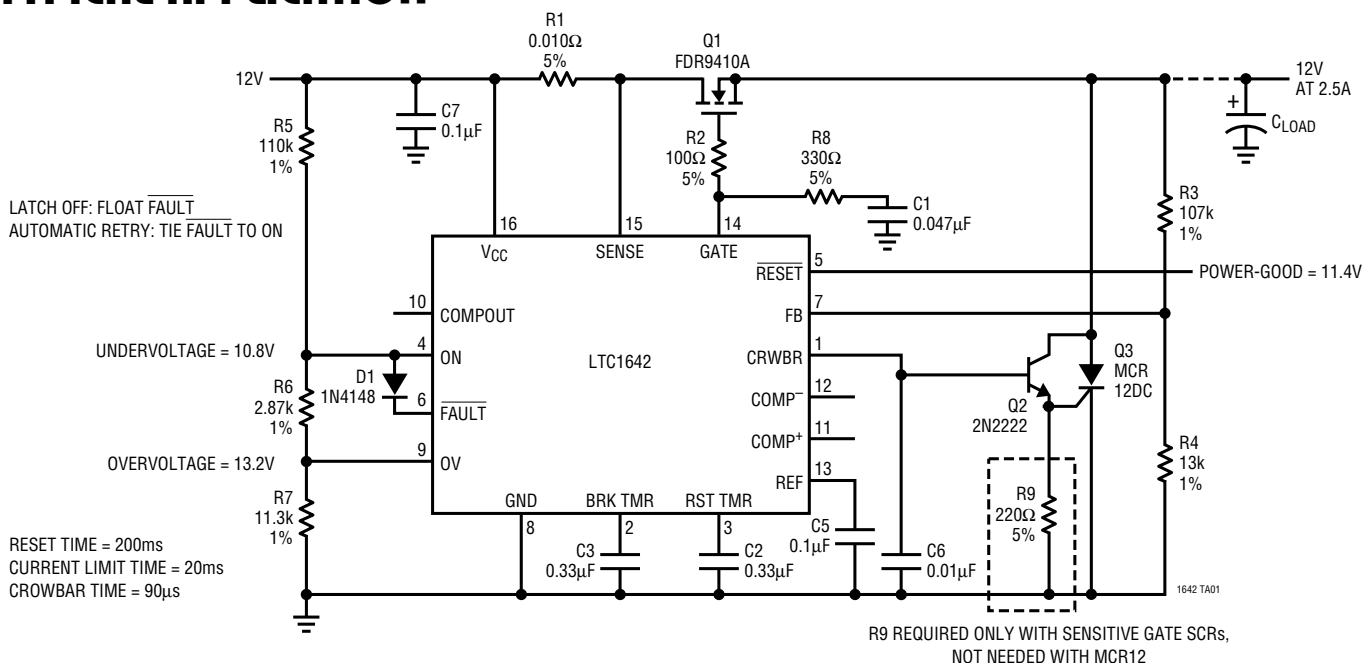 R1
0.010Ω
5%
Q1
FDR9410A
12V
12V
AT 2.5A
C7
0.1µF
R5
110k
1%
R2
100Ω
5%
R8
330Ω
5%
+
CLOAD
C1
0.047µF
R3
107k
1%
LATCH OFF: FLOAT FAULT
AUTOMATIC RETRY: TIE FAULT TO ON
16
15
14
VCC
SENSE
GATE
RESET
5
POWER-GOOD = 11.4V
10
COMPOUT
7
FB
UNDERVOLTAGE = 10.8V
4
ON
LTC1642
CRWBR
1
D1
1N4148
Q3
MCR
12DC
R6
2.87k
1%
6
FAULT
COMP–
12
Q2
2N2222
COMP+
11
OVERVOLTAGE = 13.2V
9
OV
REF
13
R4
13k
1%
R7
11.3k
1%
GND
BRK TMR
RST TMR
8
2
3
R9
220Ω
5%
C5
0.1µF
RESET TIME = 200ms
CURRENT LIMIT TIME = 20ms
CROWBAR TIME = 90µs
C3
0.33µF
C2
0.33µF
C6
0.01µF
1642 TA01
R9 REQUIRED ONLY WITH SENSITIVE GATE SCRs,
NOT NEEDED WITH MCR12